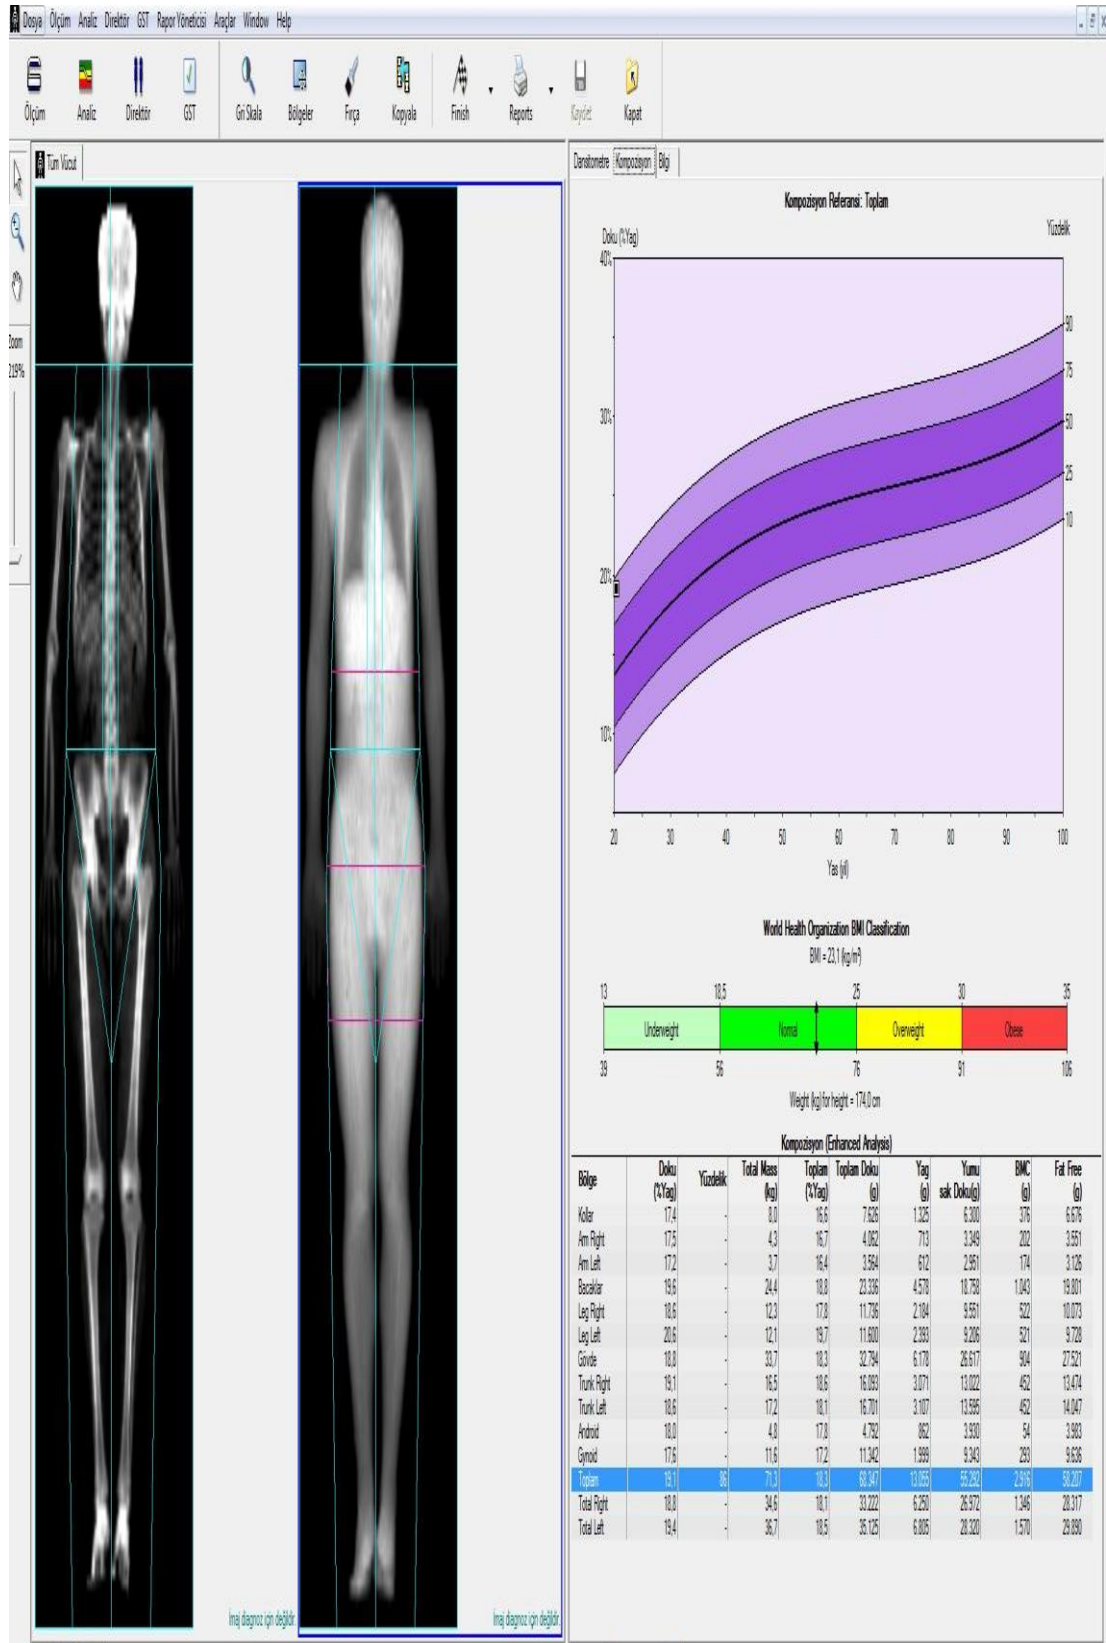 Dosya Ölçüm Analiz Direktör GST Rapor Yöneticisi Araçlar Window Help
Ölçüm Analiz Direktör GST Gri Skala Bölgeler Fırça Kopyala Finish Reports Kaydet Kapat
Tüm Vücut
Dansitometre Kompozisyon Bilgi
Zoom
219%
Kompozisyon Referansi: Toplam
Doku (%Yag) Yüzdelik
40%
30%
20%
10%
90
75
50
25
10
20 30 40 50 60 70 80 90 100
Yas (yil)
World Health Organization BMI Classification
BMI = 23,1 (kg/m²)
13 18,5 25 30 35
Underweight Normal Overweight Obese
39 56 76 91 106
Weight (kg) for height = 174,0 cm
Kompozisyon (Enhanced Analysis)
Bölge Doku Yüzdelik Total Mass Toplam Toplam Doku Yag Yumu BMC Fat Free
(%Yag) (kg) (%Yag) (g) (g) sak Doku(g) (g) (g)
Kollar 17,4 - 8,0 16,6 7.626 1.325 6.300 376 6.676
Arm Right 17,5 - 4,3 16,7 4.062 713 3.349 202 3.551
Arm Left 17,2 - 3,7 16,4 3.564 612 2.951 174 3.126
Bacaklar 19,6 - 24,4 18,8 23.336 4.578 18.758 1.043 19.801
Leg Right 18,6 - 12,3 17,8 11.736 2.184 9.551 522 10.073
Leg Left 20,6 - 12,1 19,7 11.600 2.393 9.206 521 9.728
Gövde 18,8 - 33,7 18,3 32.794 6.178 26.617 904 27.521
Trunk Right 19,1 - 16,5 18,6 16.093 3.071 13.022 452 13.474
Trunk Left 18,6 - 17,2 18,1 16.701 3.107 13.595 452 14.047
Android 18,0 - 4,8 17,8 4.792 862 3.930 54 3.983
Gynoid 17,6 - 11,6 17,2 11.342 1.999 9.343 293 9.636
Toplam 19,1 86 71,3 18,3 68.347 13.055 55.292 2.916 58.207
Total Right 18,8 - 34,6 18,1 33.222 6.250 26.972 1.346 28.317
Total Left 19,4 - 36,7 18,5 35.125 6.805 28.320 1.570 29.890
İmaj diagnoz için değildir. İmaj diagnoz için değildir.